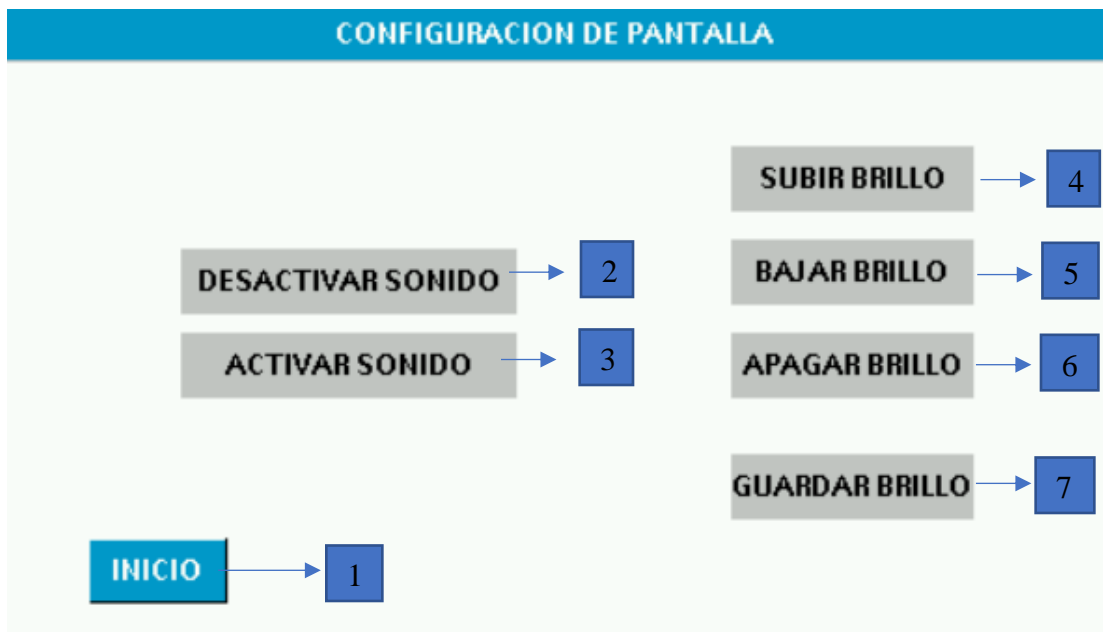 CONFIGURACION DE PANTALLA
SUBIR BRILLO 4
DESACTIVAR SONIDO 2
BAJAR BRILLO 5
ACTIVAR SONIDO 3
APAGAR BRILLO 6
GUARDAR BRILLO 7
INICIO 1